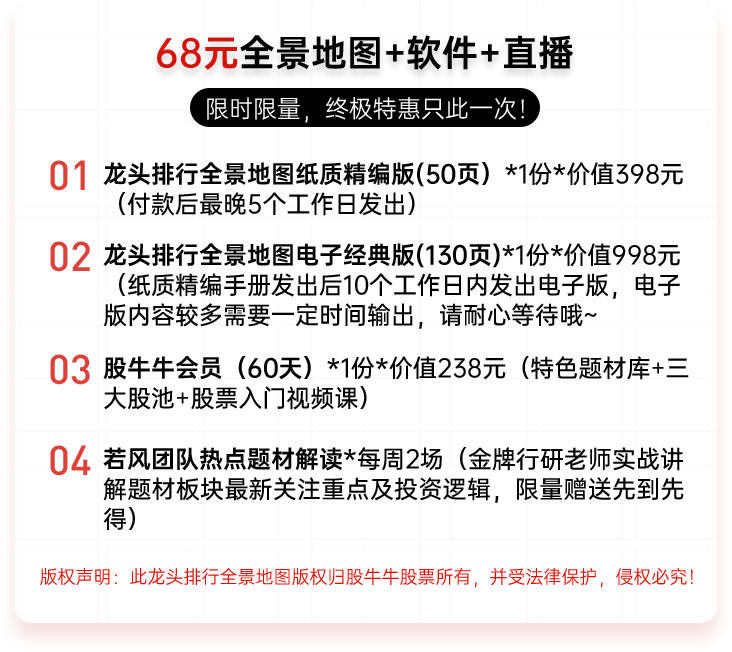 68元全景地图+软件+直播
限时限量，终极特惠只此一次！
01 龙头排行全景地图纸质精编版(50页）*1份*价值398元
（付款后最晚5个工作日发出）
02 龙头排行全景地图电子经典版(130页)*1份*价值998元
（纸质精编手册发出后10个工作日内发出电子版，电子
版内容较多需要一定时间输出，请耐心等待哦~
03 股牛牛会员（60天）*1份*价值238元（特色题材库+三
大股池+股票入门视频课）
04 若风团队热点题材解读*每周2场（金牌行研老师实战讲
解题材板块最新关注重点及投资逻辑，限量赠送先到先
得）
版权声明：此龙头排行全景地图版权归股牛牛股票所有，并受法律保护，侵权必究！